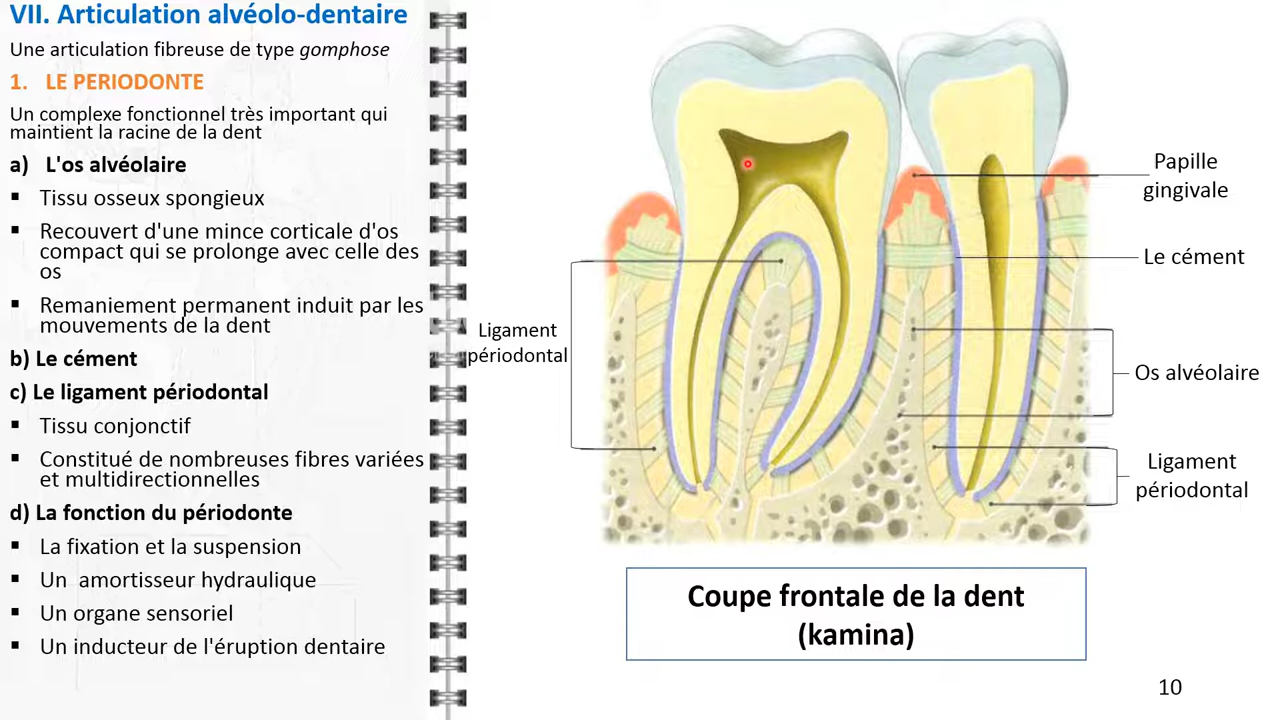 VII. Articulation alvéolo-dentaire
Une articulation fibreuse de type gomphose
1. LE PERIODONTE
Un complexe fonctionnel très important qui
maintient la racine de la dent
a) L'os alvéolaire
▪ Tissu osseux spongieux
▪ Recouvert d'une mince corticale d'os
compact qui se prolonge avec celle des
os
▪ Remaniement permanent induit par les
mouvements de la dent
b) Le cément
c) Le ligament périodontal
▪ Tissu conjonctif
▪ Constitué de nombreuses fibres variées
et multidirectionnelles
d) La fonction du périodonte
▪ La fixation et la suspension
▪ Un amortisseur hydraulique
▪ Un organe sensoriel
▪ Un inducteur de l'éruption dentaire
Ligament
périodontal
Papille
gingivale
Le cément
Os alvéolaire
Ligament
périodontal
Coupe frontale de la dent
(kamina)
10